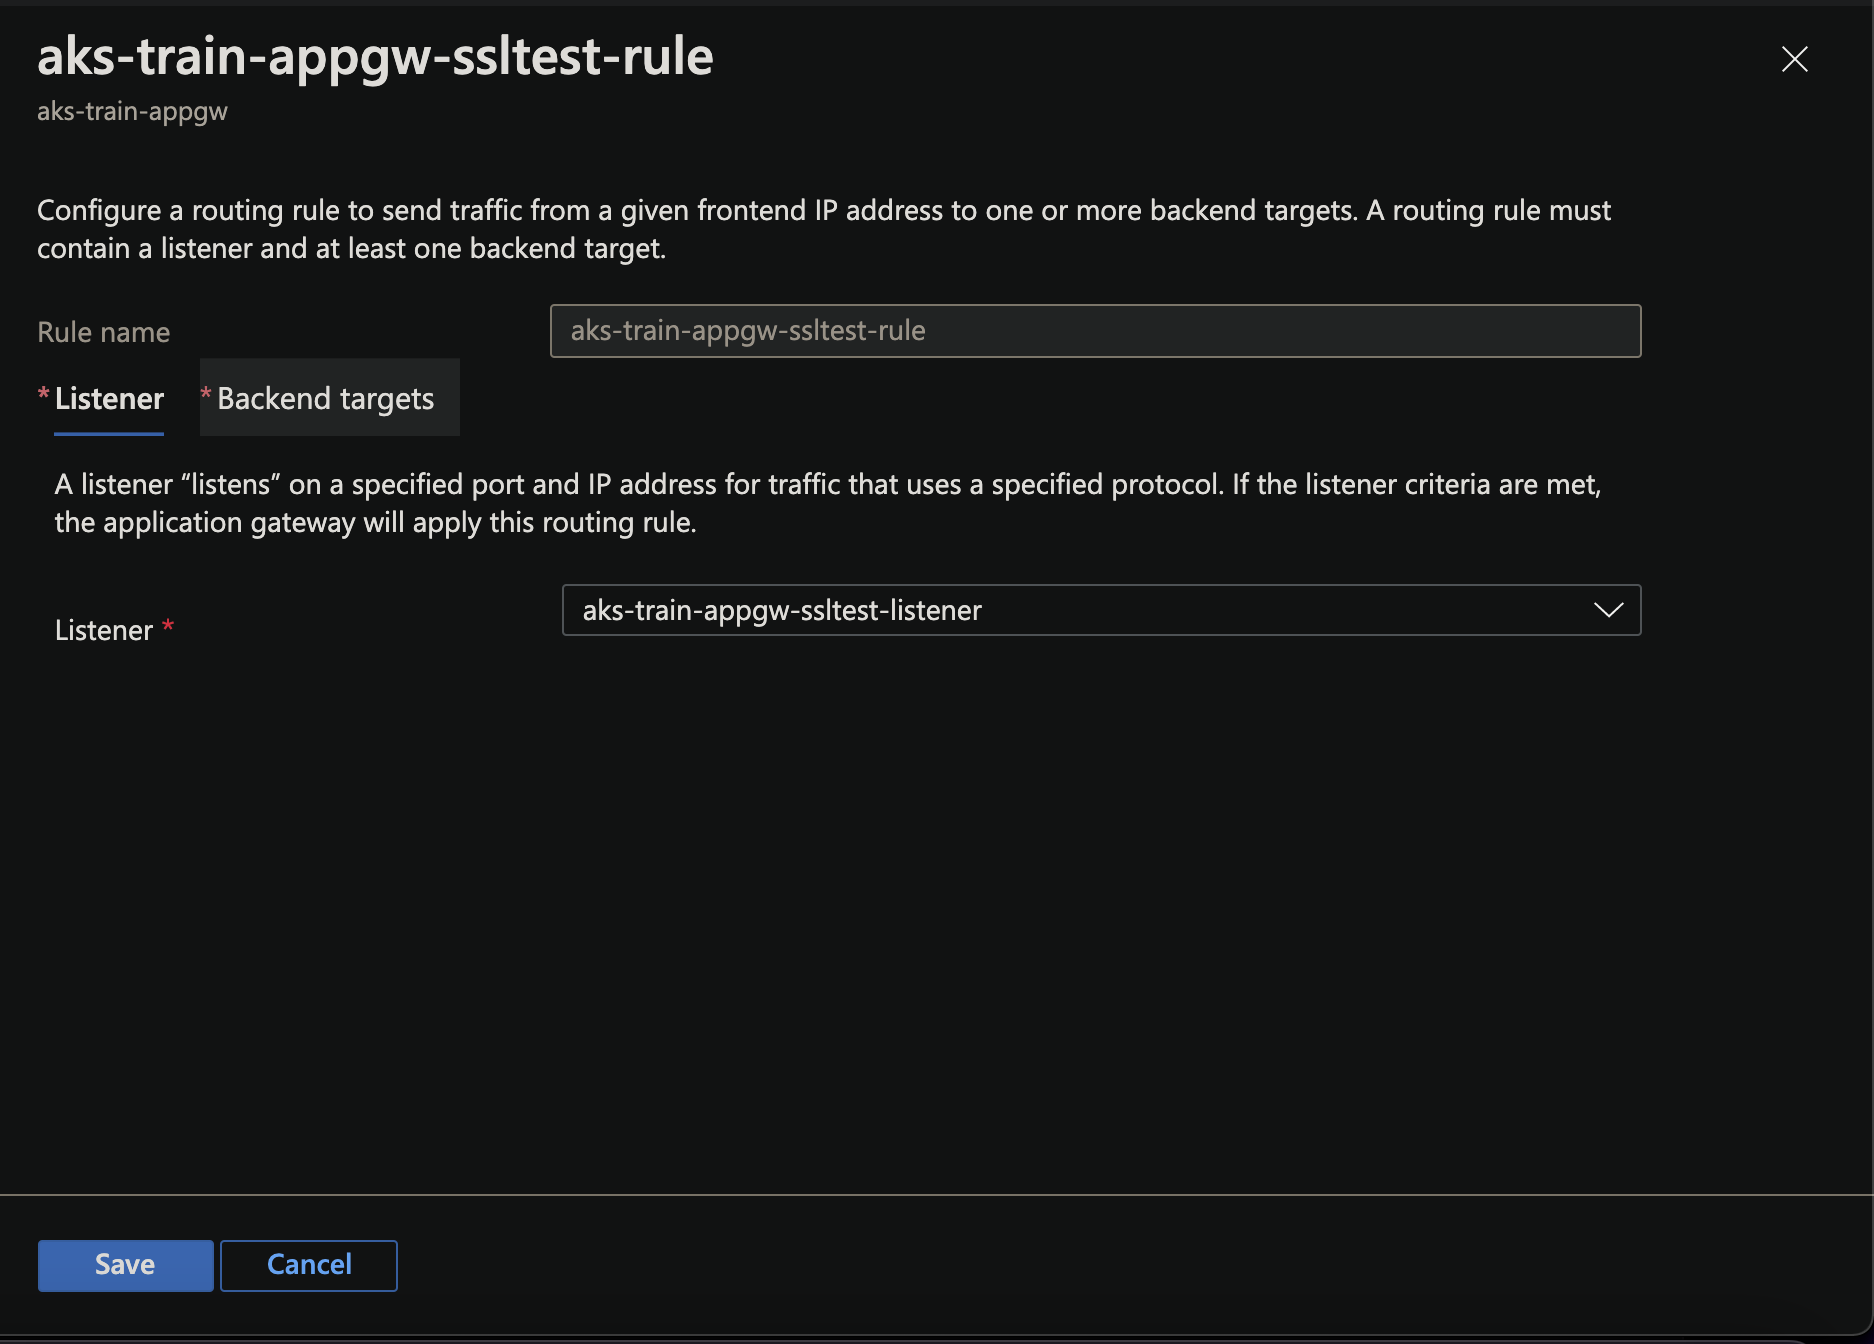 aks-train-appgw-ssltest-rule
aks-train-appgw
Configure a routing rule to send traffic from a given frontend IP address to one or more backend targets. A routing rule must
contain a listener and at least one backend target.
Rule name
aks-train-appgw-ssltest-rule
* Listener * Backend targets
A listener “listens” on a specified port and IP address for traffic that uses a specified protocol. If the listener criteria are met,
the application gateway will apply this routing rule.
Listener *
aks-train-appgw-ssltest-listener
Save Cancel